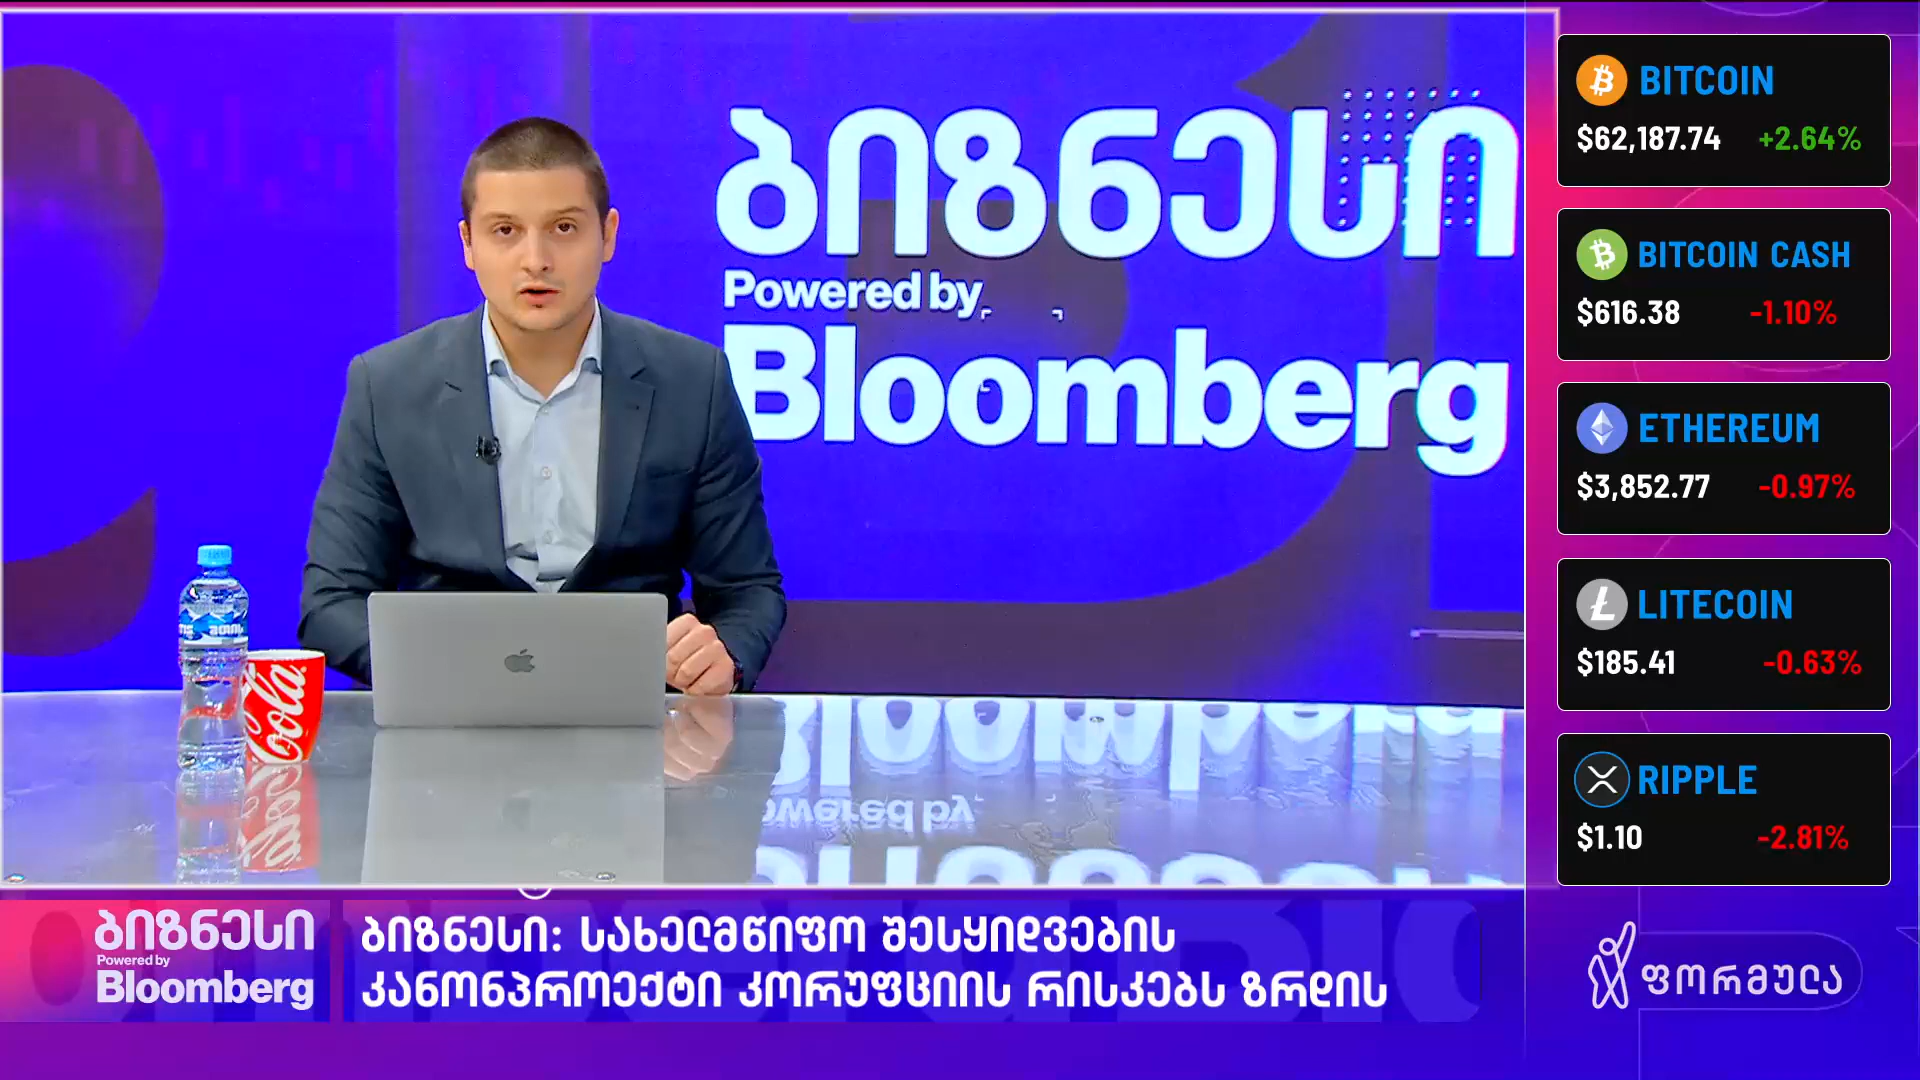 ბიზნესი
Powered by
Bloomberg
მთის
Cola
BITCOIN
$62,187.74 +2.64%
BITCOIN CASH
$616.38 -1.10%
ETHEREUM
$3,852.77 -0.97%
LITECOIN
$185.41 -0.63%
RIPPLE
$1.10 -2.81%
ბიზნესი
Powered by
Bloomberg
ბიზნესი: სახელმწიფო შესყიდვების
კანონპროექტი კორუფციის რისკებს ზრდის
ფორმულა